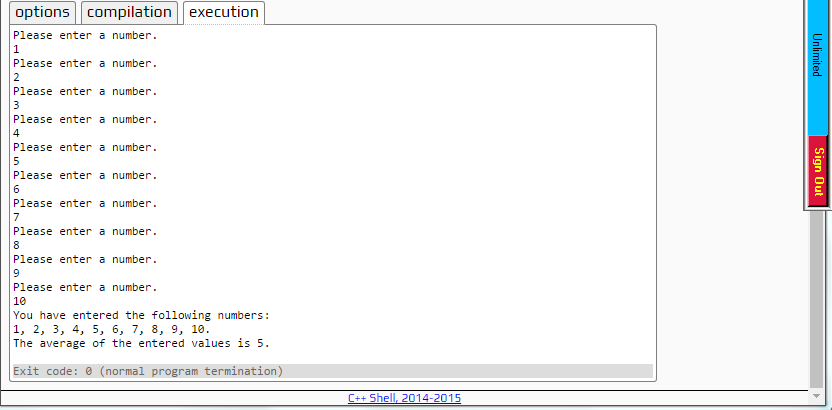 options compilation execution
Please enter a number.
1
Please enter a number.
2
Please enter a number.
3
Please enter a number.
4
Please enter a number.
5
Please enter a number.
6
Please enter a number.
7
Please enter a number.
8
Please enter a number.
9
Please enter a number.
10
You have entered the following numbers:
1, 2, 3, 4, 5, 6, 7, 8, 9, 10.
The average of the entered values is 5.
Exit code: 0 (normal program termination)
C++ Shell, 2014-2015
Unlimited
Sign Out